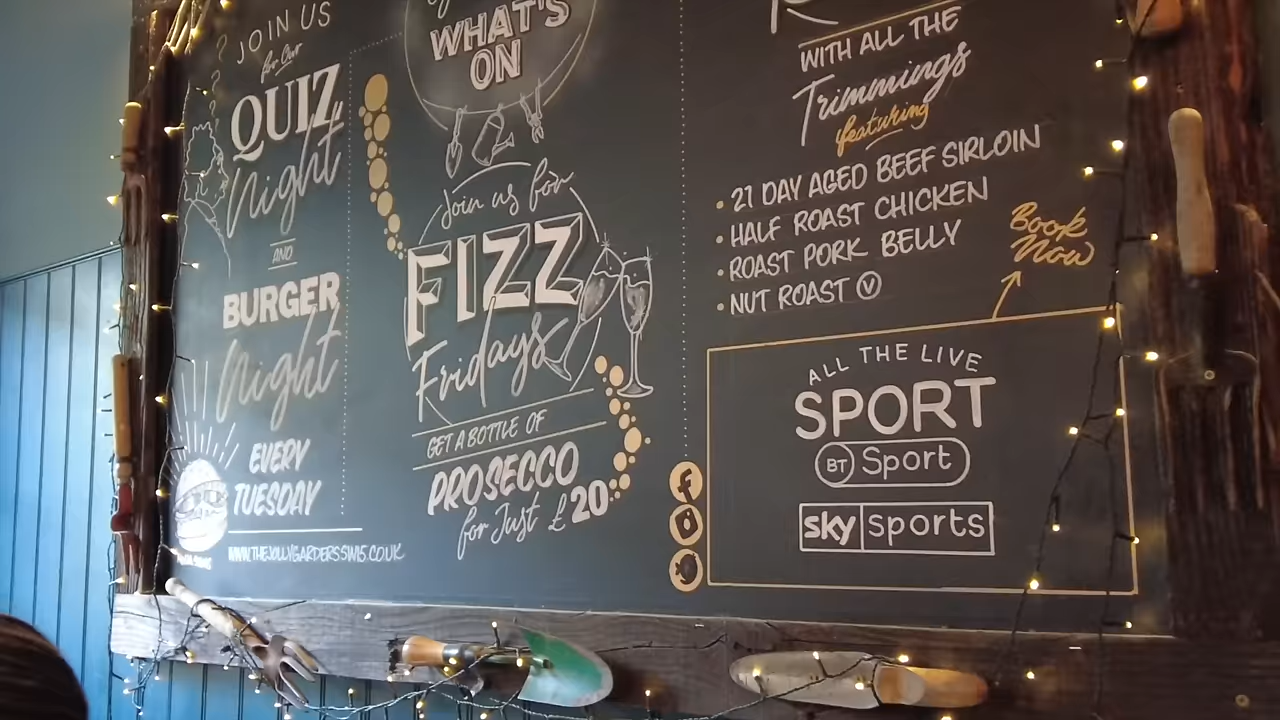 JOIN US
for Our
QUIZ
Night
AND
BURGER
Night
EVERY
TUESDAY
WWW.THEJOLLYGARDERSSW15.CO.UK
WHAT'S
ON
Join us for
FIZZ
Fridays
GET A BOTTLE OF
PROSECCO
for Just £20
WITH ALL THE
Trimmings
featuring
• 21 DAY AGED BEEF SIRLOIN
• HALF ROAST CHICKEN
• ROAST PORK BELLY
• NUT ROAST V
Book
Now
ALL THE LIVE
SPORT
BT Sport
sky sports